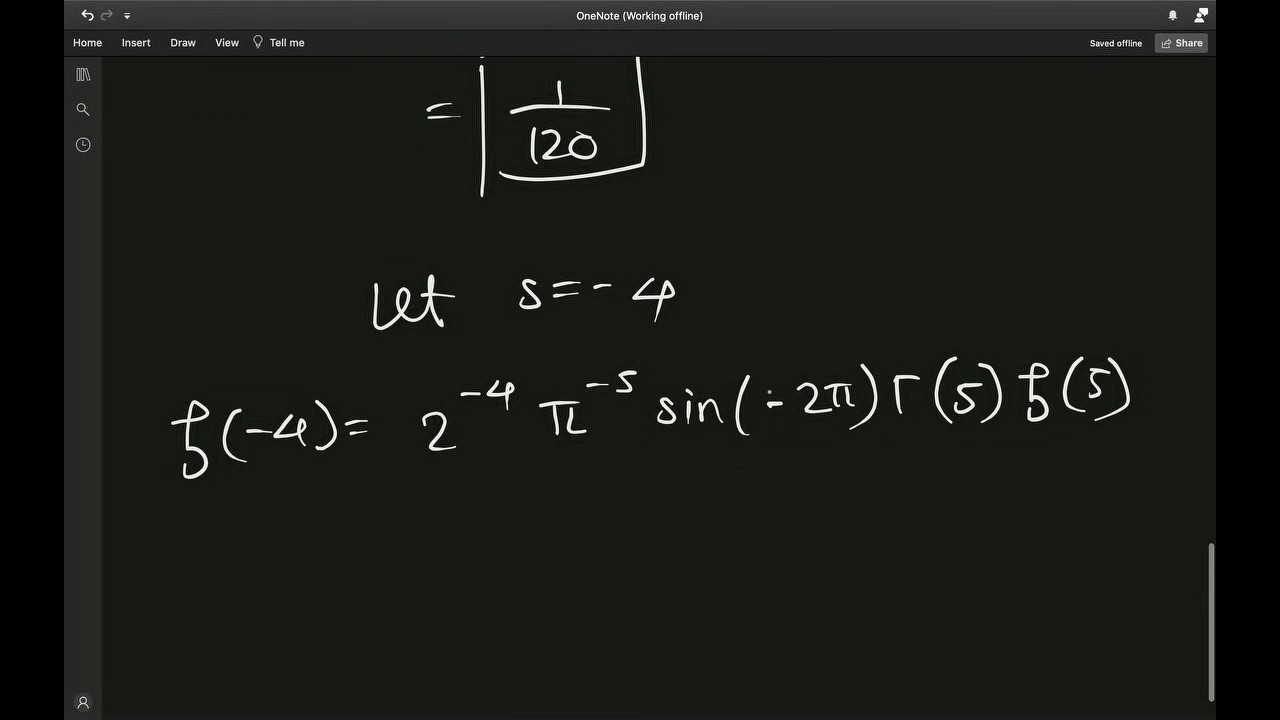 OneNote (Working offline)
Home Insert Draw View Tell me
Saved offline Share
= 1/120
Let s=-4
ζ(-4)= 2^-4 π^-5 sin(-2π) Γ(5) ζ(5)